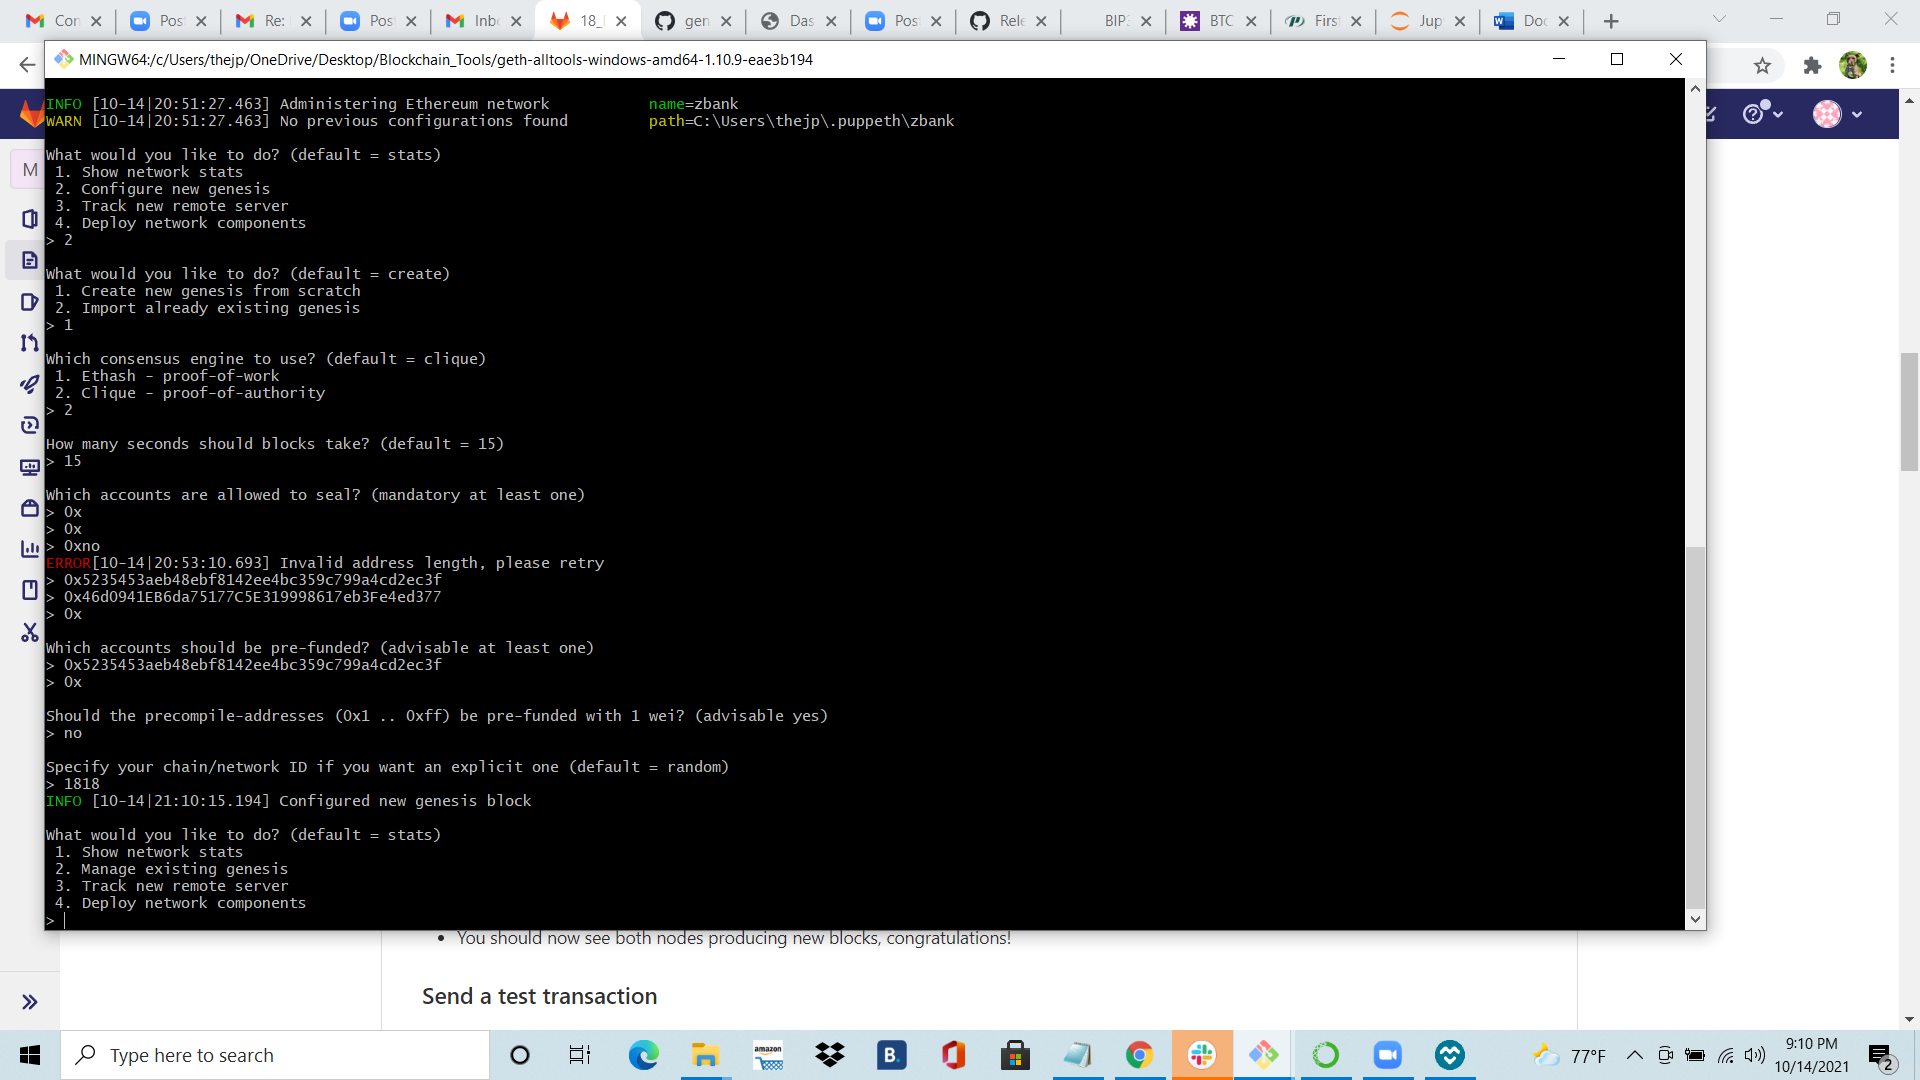 Con
Post
Re:
Post
Inbo
18_
gen
Das
Post
Rele
BIP3
BTC
Firs
Jup
Doc
MINGW64:/c/Users/thejp/OneDrive/Desktop/Blockchain_Tools/geth-alltools-windows-amd64-1.10.9-eae3b194
INFO [10-14|20:51:27.463] Administering Ethereum network name=zbank
WARN [10-14|20:51:27.463] No previous configurations found path=C:\Users\thejp\.puppeth\zbank
What would you like to do? (default = stats)
1. Show network stats
2. Configure new genesis
3. Track new remote server
4. Deploy network components
> 2
What would you like to do? (default = create)
1. Create new genesis from scratch
2. Import already existing genesis
> 1
Which consensus engine to use? (default = clique)
1. Ethash - proof-of-work
2. Clique - proof-of-authority
> 2
How many seconds should blocks take? (default = 15)
> 15
Which accounts are allowed to seal? (mandatory at least one)
> 0x
> 0x
> 0xno
ERROR[10-14|20:53:10.693] Invalid address length, please retry
> 0x5235453aeb48ebf8142ee4bc359c799a4cd2ec3f
> 0x46d0941EB6da75177C5E319998617eb3Fe4ed377
> 0x
Which accounts should be pre-funded? (advisable at least one)
> 0x5235453aeb48ebf8142ee4bc359c799a4cd2ec3f
> 0x
Should the precompile-addresses (0x1 .. 0xff) be pre-funded with 1 wei? (advisable yes)
> no
Specify your chain/network ID if you want an explicit one (default = random)
> 1818
INFO [10-14|21:10:15.194] Configured new genesis block
What would you like to do? (default = stats)
1. Show network stats
2. Manage existing genesis
3. Track new remote server
4. Deploy network components
>
M
• You should now see both nodes producing new blocks, congratulations!
Send a test transaction
Type here to search
amazon
B.
77°F
9:10 PM
10/14/2021
2